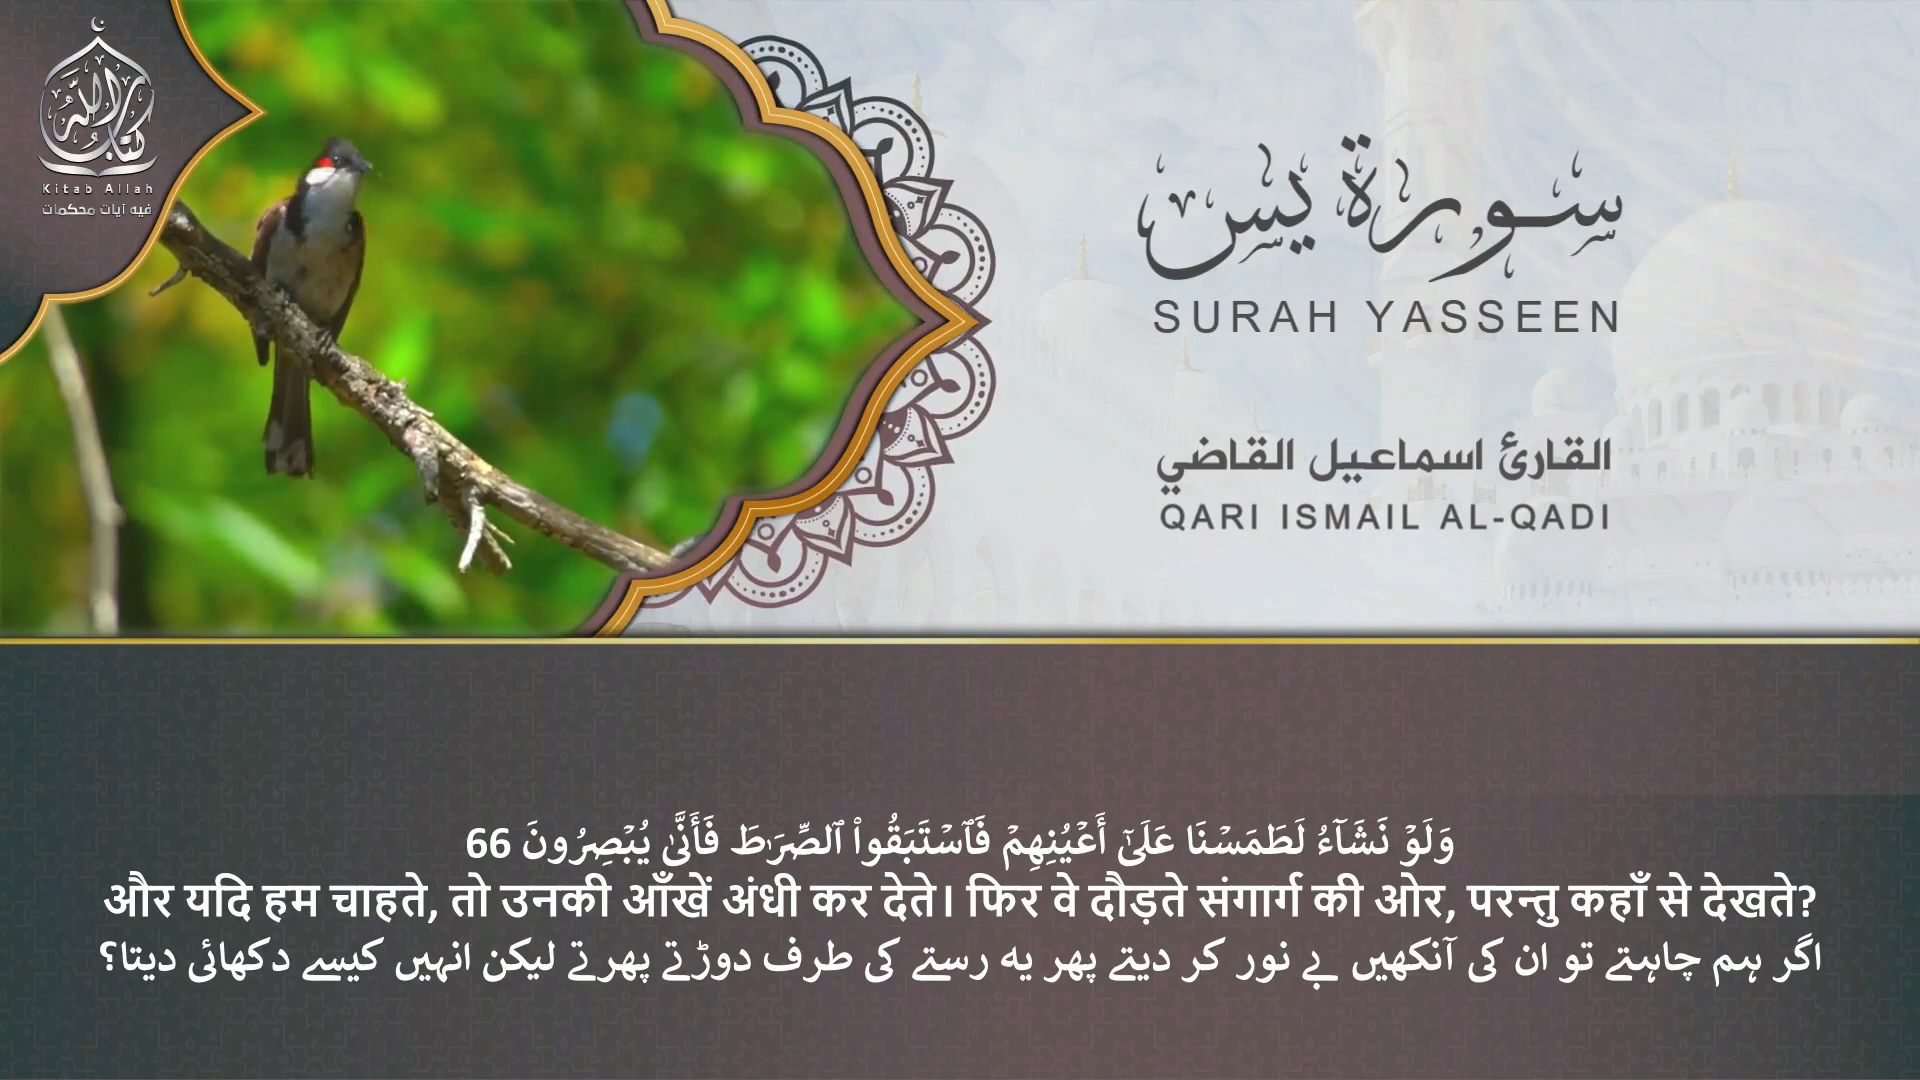 كتاب الله
Kitab Allah
فيه آيات محكمات
سورة يس
SURAH YASSEEN
القارئ اسماعيل القاضي
QARI ISMAIL AL-QADI
وَلَوْ نَشَآءُ لَطَمَسْنَا عَلَىٰٓ أَعْيُنِهِمْ فَٱسْتَبَقُوا۟ ٱلصِّرَٰطَ فَأَنَّىٰ يُبْصِرُونَ 66
और यदि हम चाहते, तो उनकी आँखें अंधी कर देते। फिर वे दौड़ते संगार्ग की ओर, परन्तु कहाँ से देखते?
اگر ہم چاہتے تو ان کی آنکھیں بے نور کر دیتے پھر یہ رستے کی طرف دوڑتے پھرتے لیکن انہیں کیسے دکھائی دیتا؟